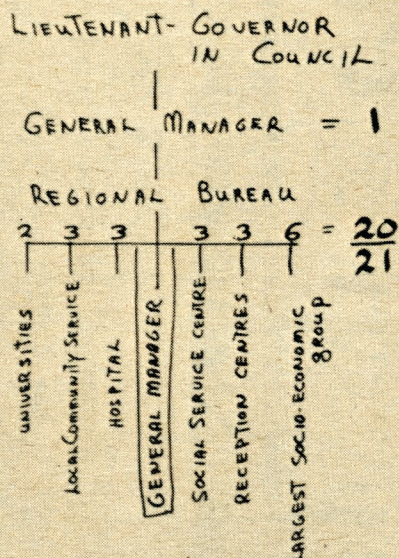 LIEUTENANT-GOVERNOR
IN COUNCIL
GENERAL MANAGER = 1
REGIONAL BUREAU
2 3 3 3 3 6 = 20
21
UNIVERSITIES
LOCAL COMMUNITY SERVICE
HOSPITAL
GENERAL MANAGER
SOCIAL SERVICE CENTRE
RECEPTION CENTRES
LARGEST SOCIO-ECONOMIC
group